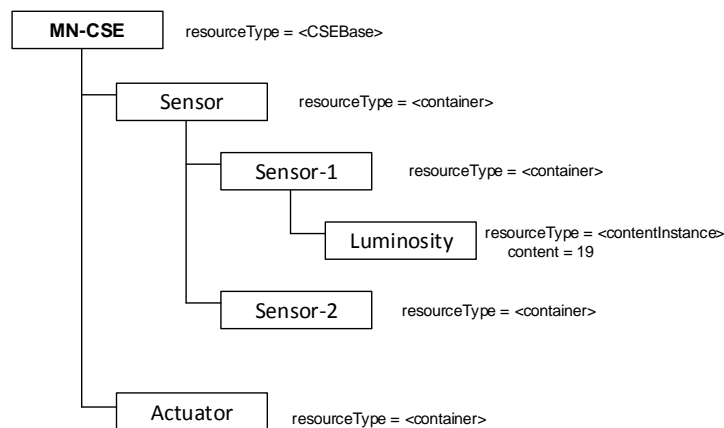 MN-CSE resourceType = <CSEBase>
Sensor resourceType = <container>
Sensor-1 resourceType = <container>
Luminosity resourceType = <contentInstance>
content = 19
Sensor-2 resourceType = <container>
Actuator resourceType = <container>